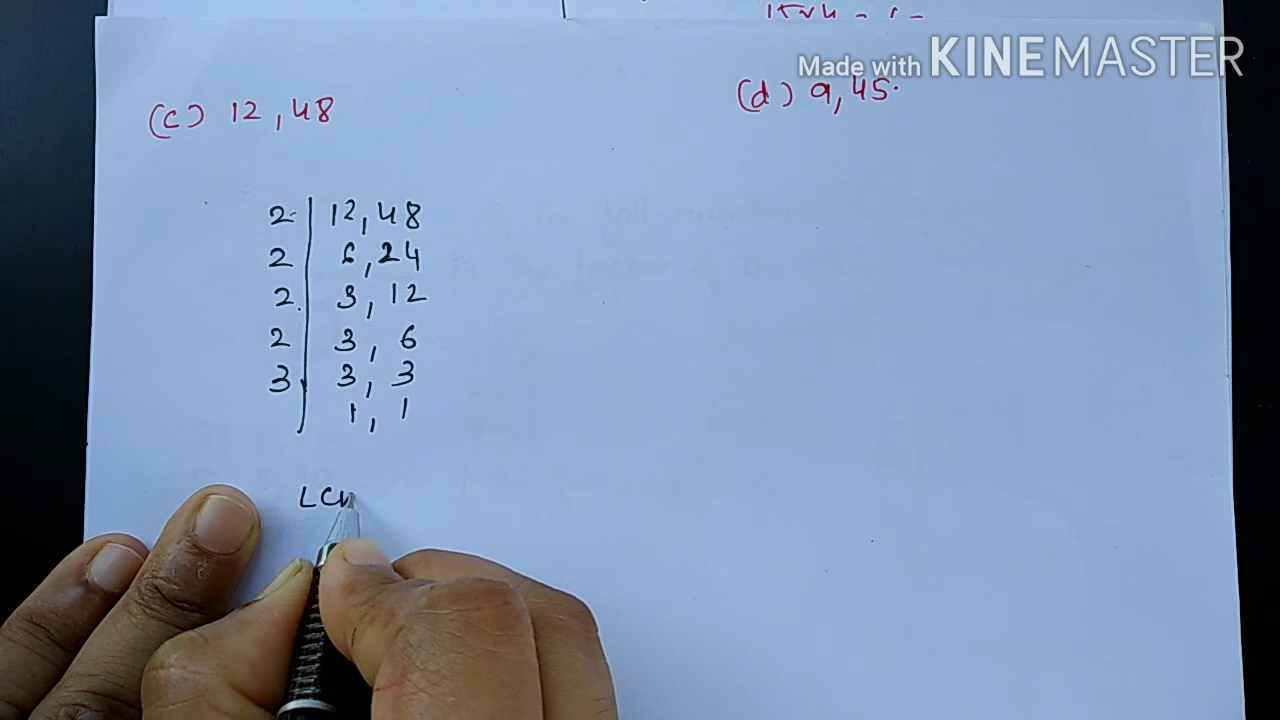 Made with KINEMASTER
(c) 12, 48
(d) 9, 45.
2 | 12, 48
2 | 6, 24
2 | 3, 12
2 | 3, 6
3 | 3, 3
1, 1